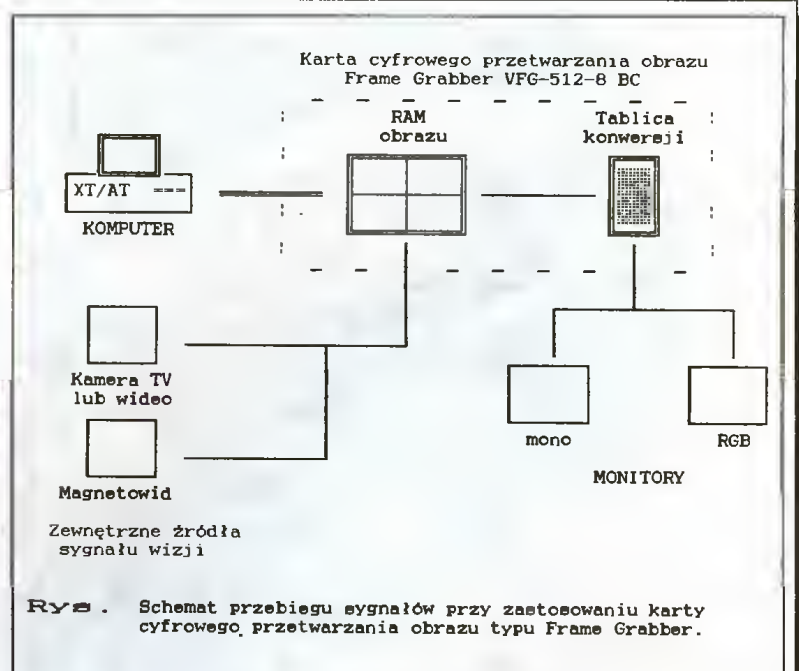 Karta cyfrowego przetwarzania obrazu
Frame Grabber VFG-512-8 BC
RAM
obrazu
Tablica
konwersji
XT/AT ===
KOMPUTER
Kamera TV
lub wideo
Magnetowid
Zewnętrzne źródła
sygnału wizji
mono
RGB
MONITORY
Rys. Schemat przebiegu sygnałów przy zastosowaniu karty
cyfrowego przetwarzania obrazu typu Frame Grabber.